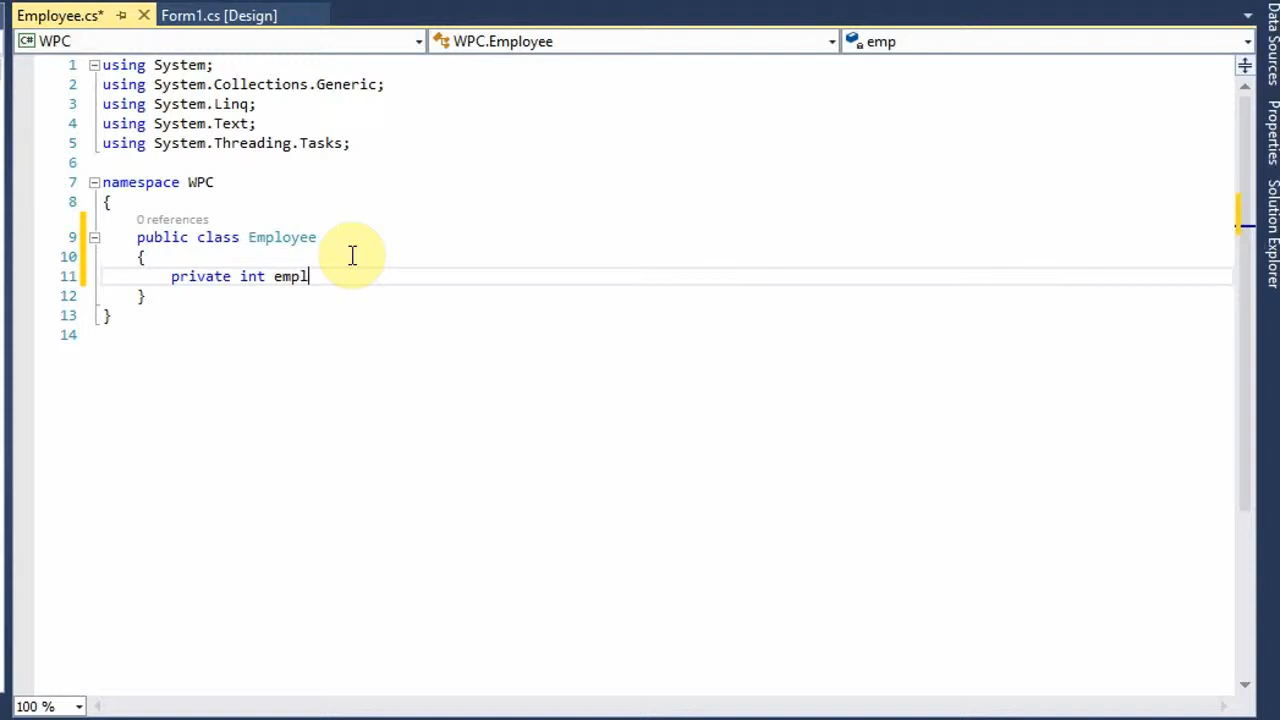 Employee.cs*
Form1.cs [Design]
C# WPC
WPC.Employee
emp
1 using System;
2 using System.Collections.Generic;
3 using System.Linq;
4 using System.Text;
5 using System.Threading.Tasks;
6
7 namespace WPC
8 {
0 references
9 public class Employee
10 {
11 private int empl
12 }
13 }
14
100 %
Data Sources
Properties
Solution Explorer